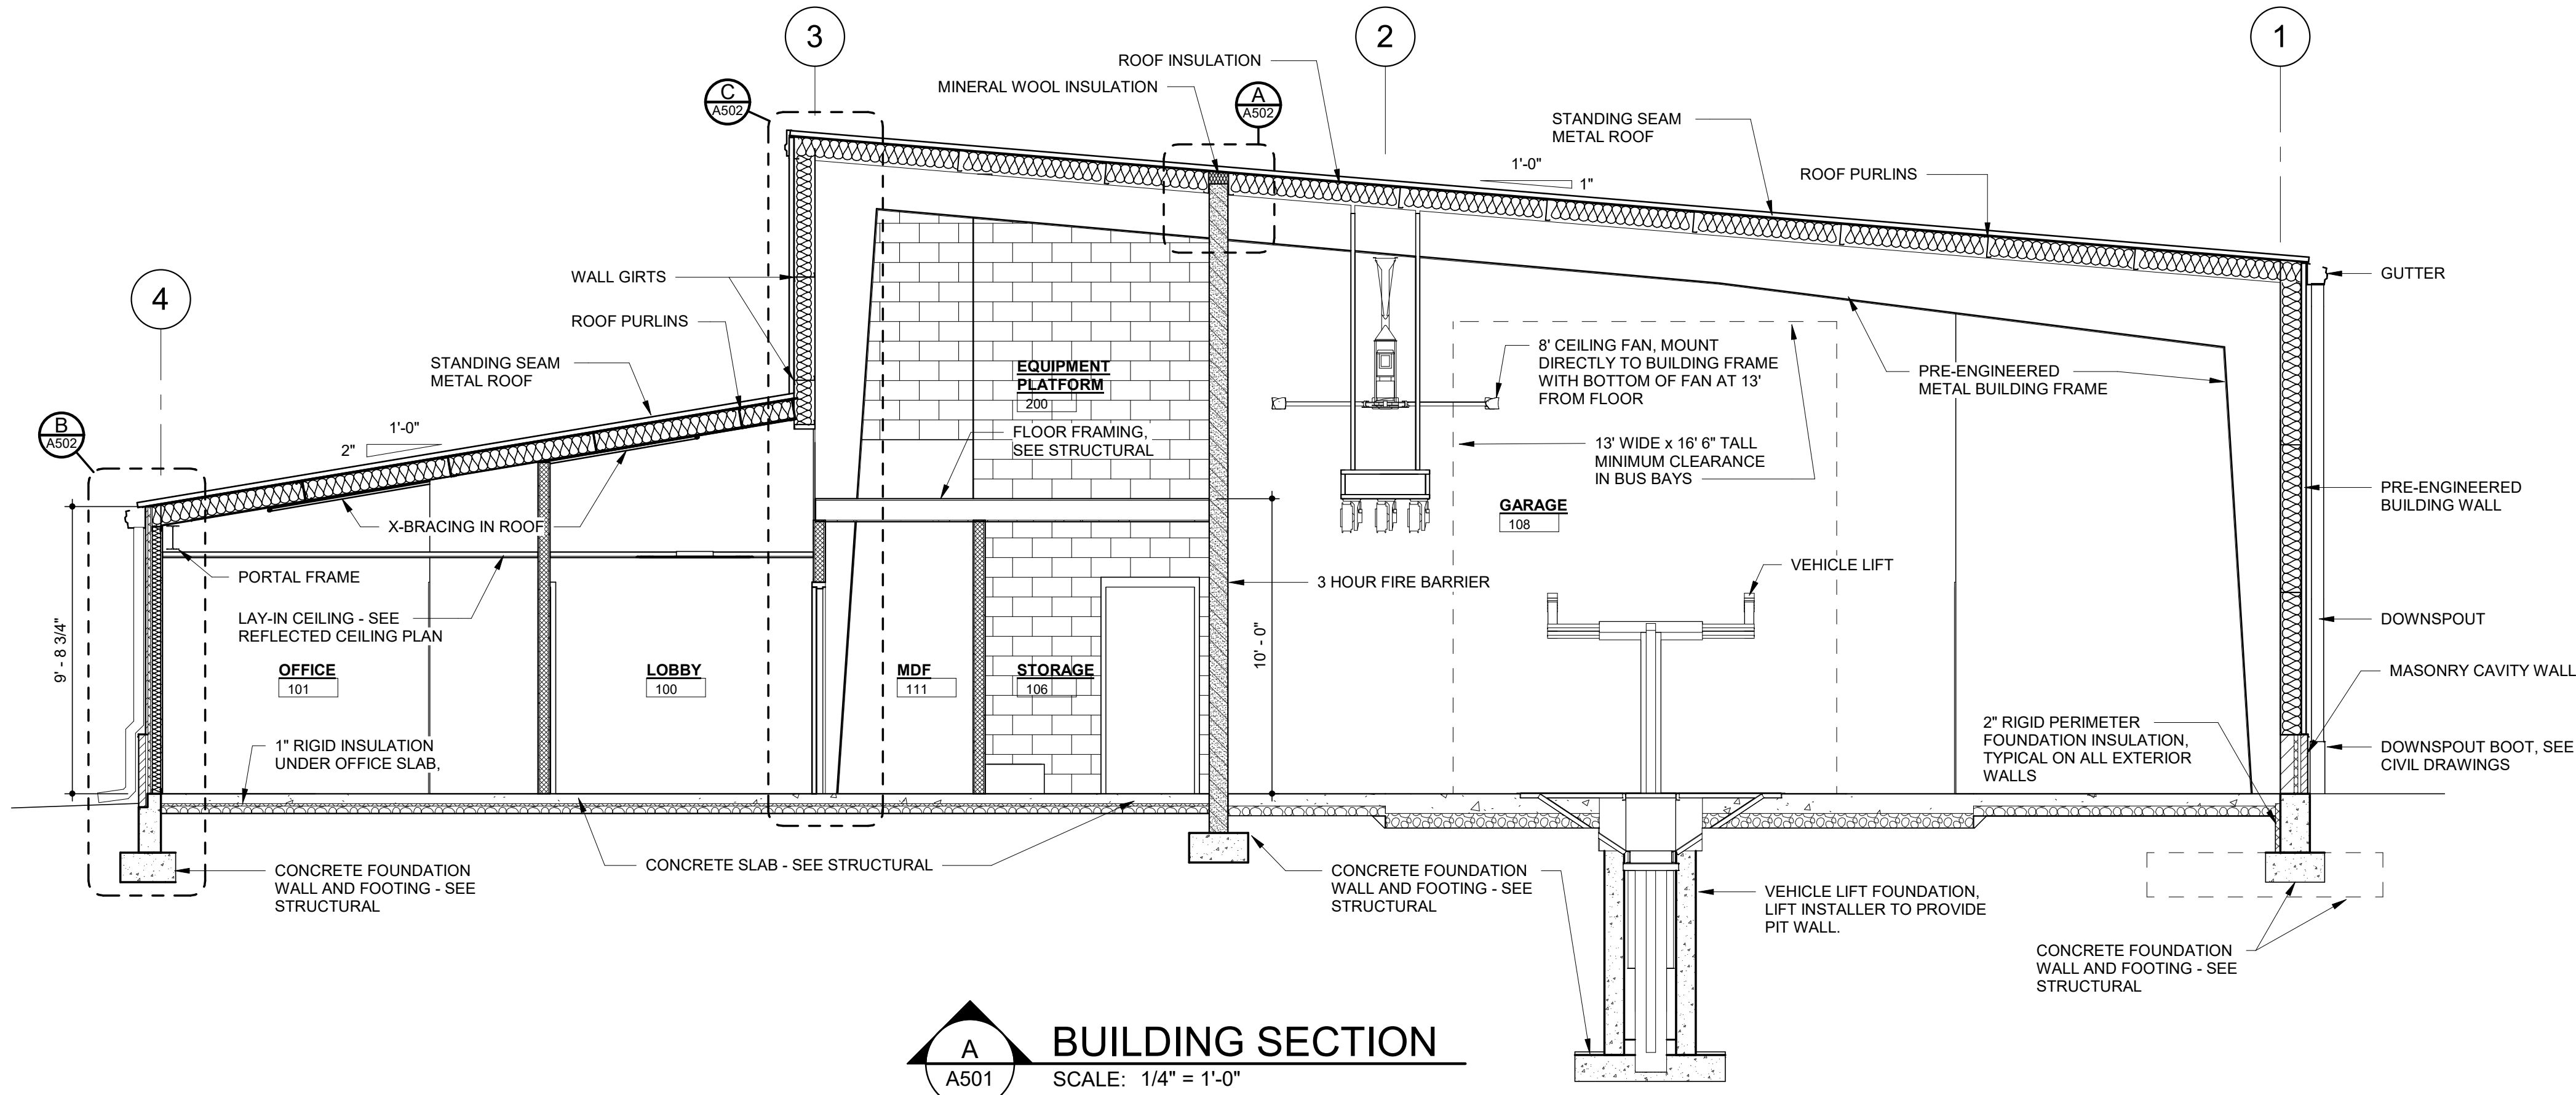 3
2
1
4
C
A502
A
A502
B
A502
ROOF INSULATION
MINERAL WOOL INSULATION
STANDING SEAM
METAL ROOF
1'-0"
1"
ROOF PURLINS
GUTTER
WALL GIRTS
ROOF PURLINS
STANDING SEAM
METAL ROOF
1'-0"
2"
EQUIPMENT
PLATFORM
200
FLOOR FRAMING,
SEE STRUCTURAL
8' CEILING FAN, MOUNT
DIRECTLY TO BUILDING FRAME
WITH BOTTOM OF FAN AT 13'
FROM FLOOR
PRE-ENGINEERED
METAL BUILDING FRAME
13' WIDE x 16' 6" TALL
MINIMUM CLEARANCE
IN BUS BAYS
GARAGE
108
PRE-ENGINEERED
BUILDING WALL
X-BRACING IN ROOF
PORTAL FRAME
LAY-IN CEILING - SEE
REFLECTED CEILING PLAN
3 HOUR FIRE BARRIER
VEHICLE LIFT
DOWNSPOUT
9' - 8 3/4"
10' - 0"
OFFICE
101
LOBBY
100
MDF
111
STORAGE
106
MASONRY CAVITY WALL
1" RIGID INSULATION
UNDER OFFICE SLAB,
2" RIGID PERIMETER
FOUNDATION INSULATION,
TYPICAL ON ALL EXTERIOR
WALLS
DOWNSPOUT BOOT, SEE
CIVIL DRAWINGS
CONCRETE FOUNDATION
WALL AND FOOTING - SEE
STRUCTURAL
CONCRETE SLAB - SEE STRUCTURAL
CONCRETE FOUNDATION
WALL AND FOOTING - SEE
STRUCTURAL
VEHICLE LIFT FOUNDATION,
LIFT INSTALLER TO PROVIDE
PIT WALL.
CONCRETE FOUNDATION
WALL AND FOOTING - SEE
STRUCTURAL
A
A501
BUILDING SECTION
SCALE: 1/4" = 1'-0"